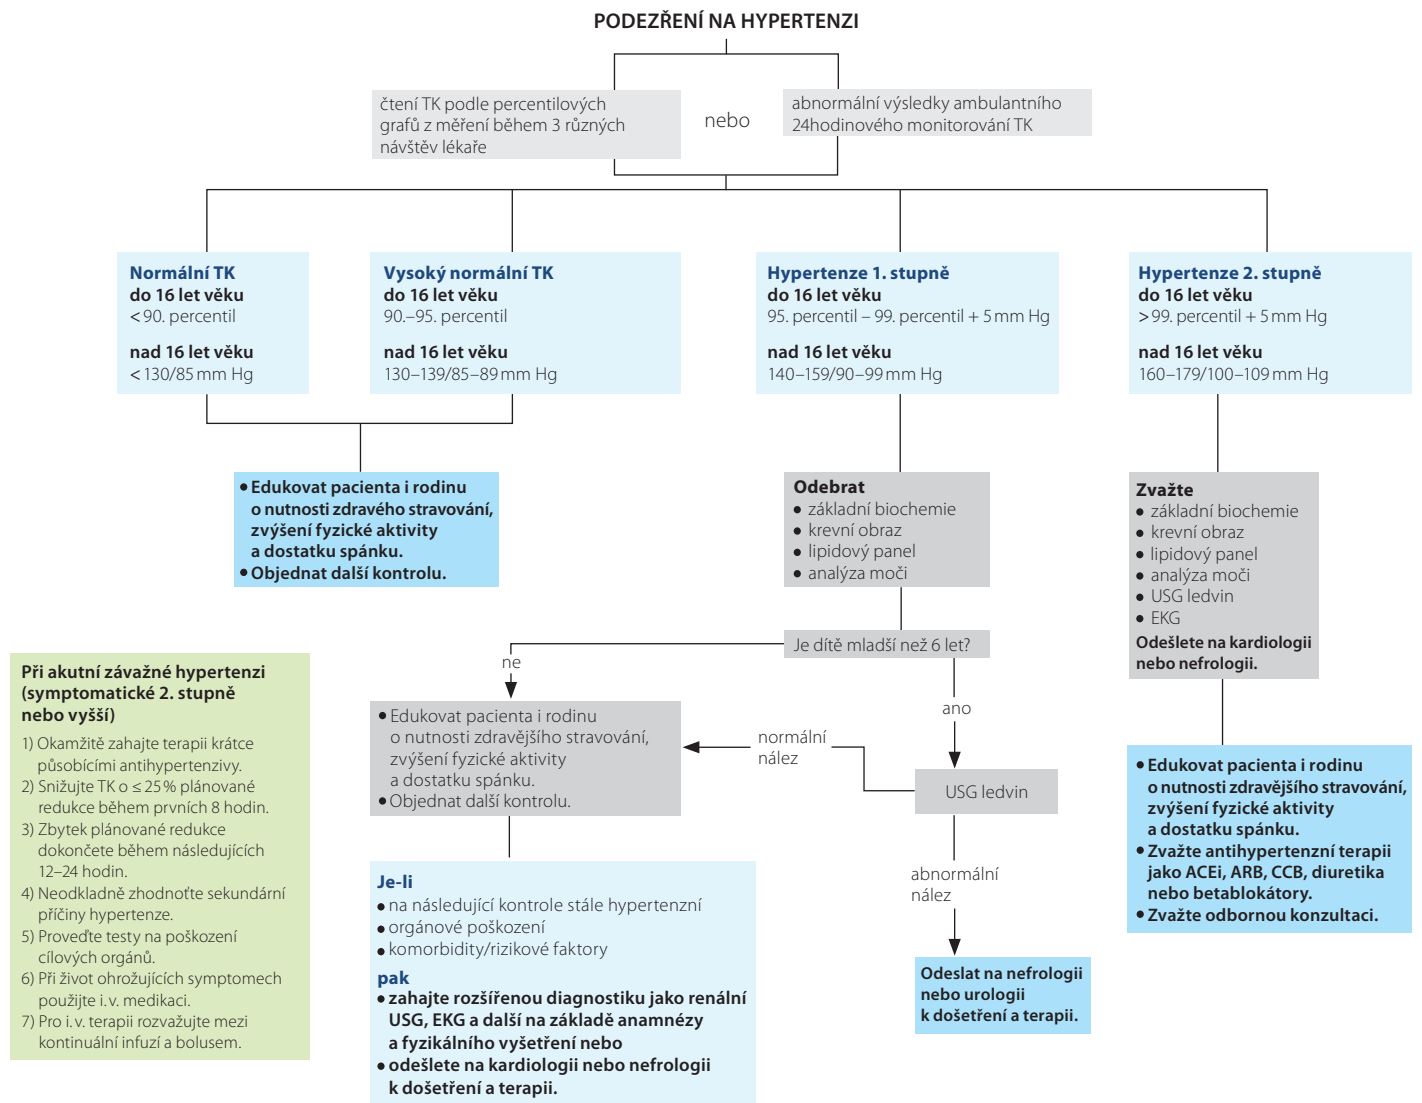 PODEZŘENÍ NA HYPERTENZI
čtení TK podle percentilových
grafů z měření během 3 různých
návštěv lékaře
nebo
abnormální výsledky ambulantního
24hodinového monitorování TK
Normální TK
do 16 let věku
< 90. percentil
nad 16 let věku
< 130/85 mm Hg
Vysoký normální TK
do 16 let věku
90.–95. percentil
nad 16 let věku
130–139/85–89 mm Hg
Hypertenze 1. stupně
do 16 let věku
95. percentil – 99. percentil + 5 mm Hg
nad 16 let věku
140–159/90–99 mm Hg
Hypertenze 2. stupně
do 16 let věku
> 99. percentil + 5 mm Hg
nad 16 let věku
160–179/100–109 mm Hg
• Edukovat pacienta i rodinu
o nutnosti zdravého stravování,
zvýšení fyzické aktivity
a dostatku spánku.
• Objednat další kontrolu.
Odebrat
• základní biochemie
• krevní obraz
• lipidový panel
• analýza moči
Zvažte
• základní biochemie
• krevní obraz
• lipidový panel
• analýza moči
• USG ledvin
• EKG
Odešlete na kardiologii
nebo nefrologii.
Je dítě mladší než 6 let?
ne
ano
Při akutní závažné hypertenzi
(symptomatické 2. stupně
nebo vyšší)
1) Okamžitě zahajte terapii krátce
působícími antihypertenzivy.
2) Snižujte TK o ≤ 25 % plánované
redukce během prvních 8 hodin.
3) Zbytek plánované redukce
dokončete během následujících
12–24 hodin.
4) Neodkladně zhodnoťte sekundární
příčiny hypertenze.
5) Proveďte testy na poškození
cílových orgánů.
6) Při život ohrožujících symptomech
použijte i. v. medikaci.
7) Pro i. v. terapii rozvažujte mezi
kontinuální infuzí a bolusem.
• Edukovat pacienta i rodinu
o nutnosti zdravějšího stravování,
zvýšení fyzické aktivity
a dostatku spánku.
• Objednat další kontrolu.
normální
nález
USG ledvin
abnormální
nález
• Edukovat pacienta i rodinu
o nutnosti zdravějšího stravování,
zvýšení fyzické aktivity
a dostatku spánku.
• Zvažte antihypertenzní terapii
jako ACEi, ARB, CCB, diuretika
nebo betablokátory.
• Zvažte odbornou konzultaci.
Je-li
• na následující kontrole stále hypertenzní
• orgánové poškození
• komorbidity/rizikové faktory
pak
• zahajte rozšířenou diagnostiku jako renální
USG, EKG a další na základě anamnézy
a fyzikálního vyšetření nebo
• odešlete na kardiologii nebo nefrologii
k došetření a terapii.
Odeslat na nefrologii
nebo urologii
k došetření a terapii.